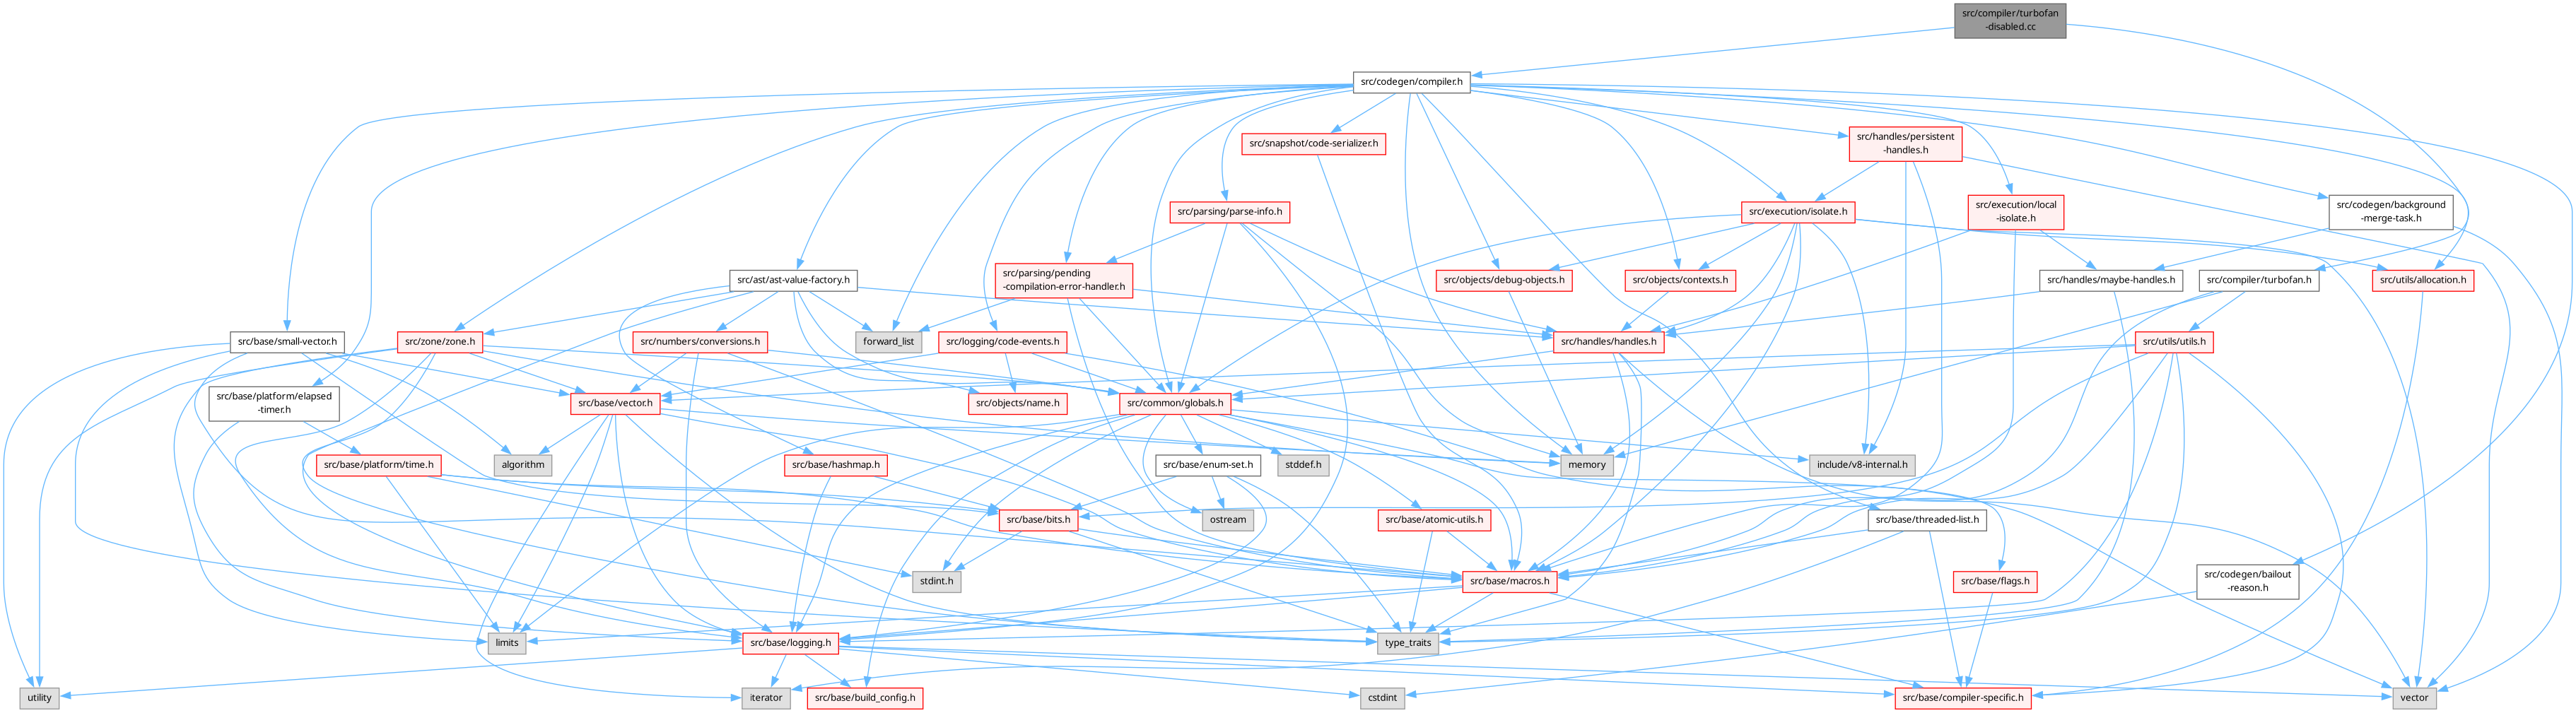 src/compiler/turbofan
-disabled.cc
src/codegen/compiler.h
src/snapshot/code-serializer.h
src/handles/persistent
-handles.h
src/parsing/parse-info.h
src/execution/isolate.h
src/execution/local
-isolate.h
src/codegen/background
-merge-task.h
src/ast/ast-value-factory.h
src/parsing/pending
-compilation-error-handler.h
src/objects/debug-objects.h
src/objects/contexts.h
src/handles/maybe-handles.h
src/compiler/turbofan.h
src/utils/allocation.h
src/base/small-vector.h
src/zone/zone.h
src/numbers/conversions.h
forward_list
src/logging/code-events.h
src/handles/handles.h
src/utils/utils.h
src/base/platform/elapsed
-timer.h
src/base/vector.h
src/objects/name.h
src/common/globals.h
src/base/platform/time.h
algorithm
src/base/hashmap.h
src/base/enum-set.h
stddef.h
memory
include/v8-internal.h
src/base/bits.h
ostream
src/base/atomic-utils.h
src/base/threaded-list.h
stdint.h
src/base/macros.h
src/base/flags.h
src/codegen/bailout
-reason.h
limits
src/base/logging.h
type_traits
utility
iterator
src/base/build_config.h
cstdint
src/base/compiler-specific.h
vector